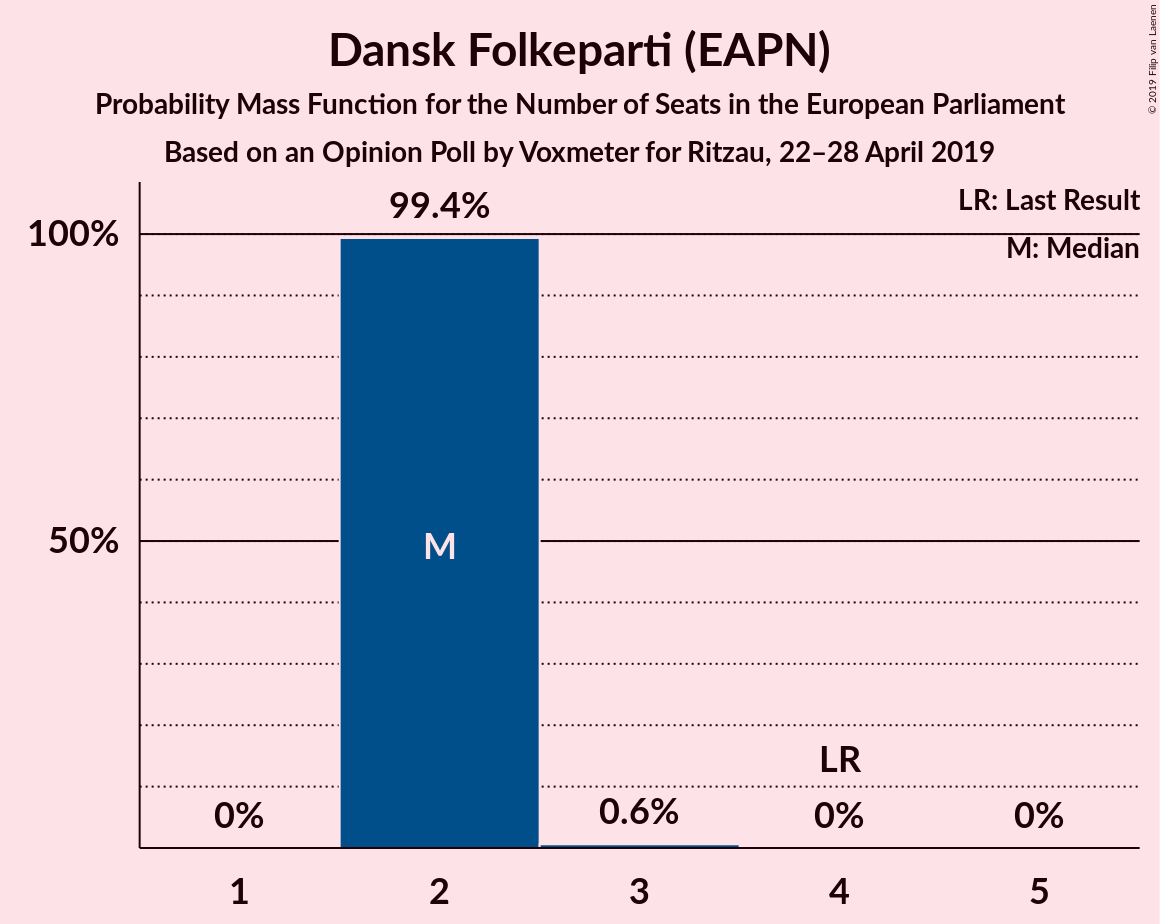 Dansk Folkeparti (EAPN)
Probability Mass Function for the Number of Seats in the European Parliament
Based on an Opinion Poll by Voxmeter for Ritzau, 22–28 April 2019
© 2019 Filip van Laenen
LR: Last Result
M: Median
99.4%
100%
50%
M
LR
0%
0.6%
0%
0%
1 2 3 4 5